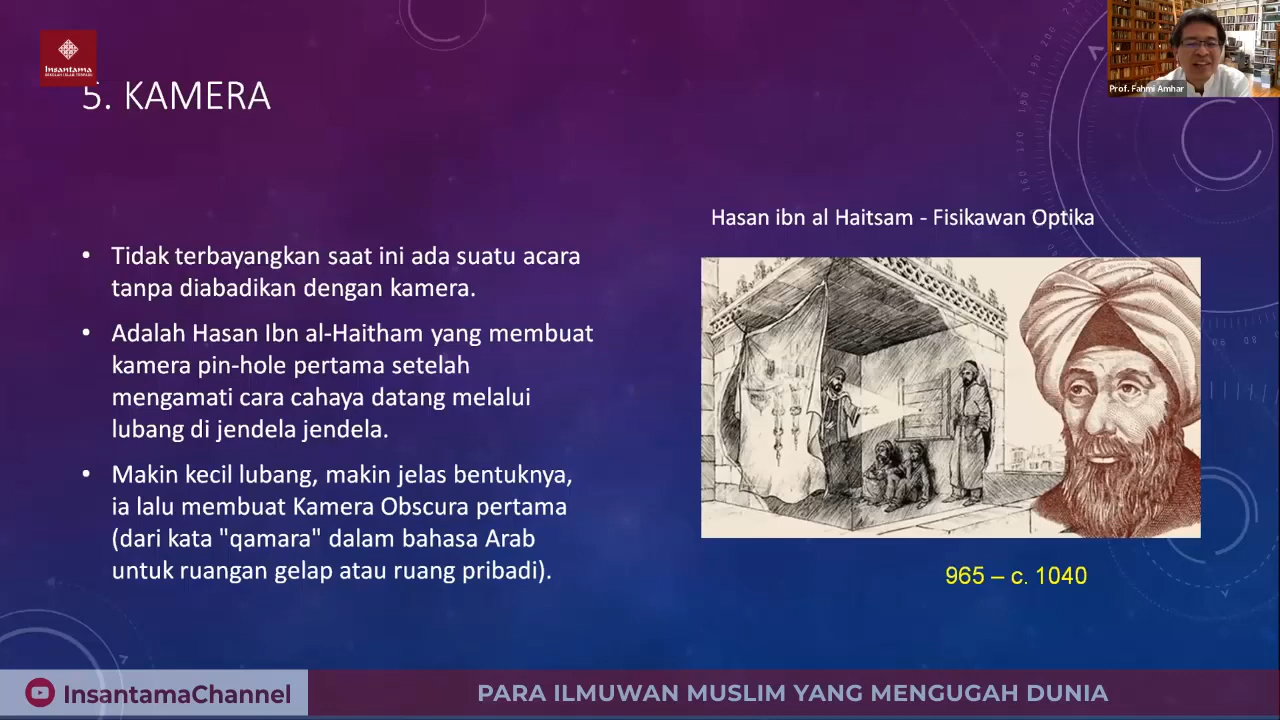 Insantama
SEKOLAH ISLAM TERPADU
5. KAMERA
Prof. Fahmi Amhar
Hasan ibn al Haitsam - Fisikawan Optika
• Tidak terbayangkan saat ini ada suatu acara
tanpa diabadikan dengan kamera.
• Adalah Hasan Ibn al-Haitham yang membuat
kamera pin-hole pertama setelah
mengamati cara cahaya datang melalui
lubang di jendela jendela.
• Makin kecil lubang, makin jelas bentuknya,
ia lalu membuat Kamera Obscura pertama
(dari kata "qamara" dalam bahasa Arab
untuk ruangan gelap atau ruang pribadi).
965 – c. 1040
InsantamaChannel
PARA ILMUWAN MUSLIM YANG MENGUGAH DUNIA